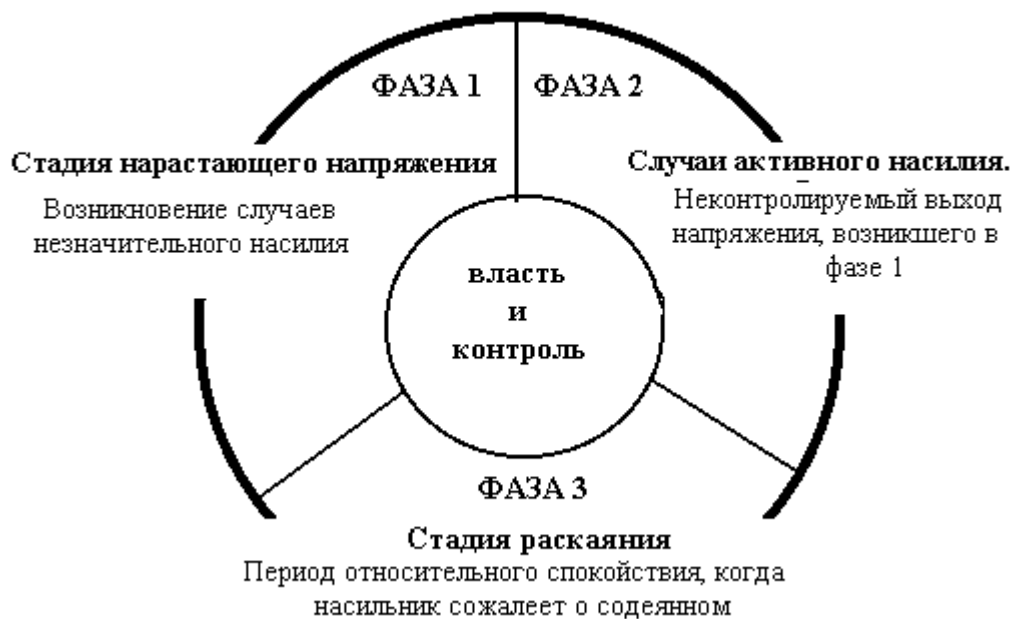 ФАЗА 1
Стадия нарастающего напряжения
Возникновение случаев
незначительного насилия
ФАЗА 2
Случаи активного насилия.
Неконтролируемый выход
напряжения, возникшего в
фазе 1
власть
и
контроль
ФАЗА 3
Стадия раскаяния
Период относительного спокойствия, когда
насильник сожалеет о содеянном